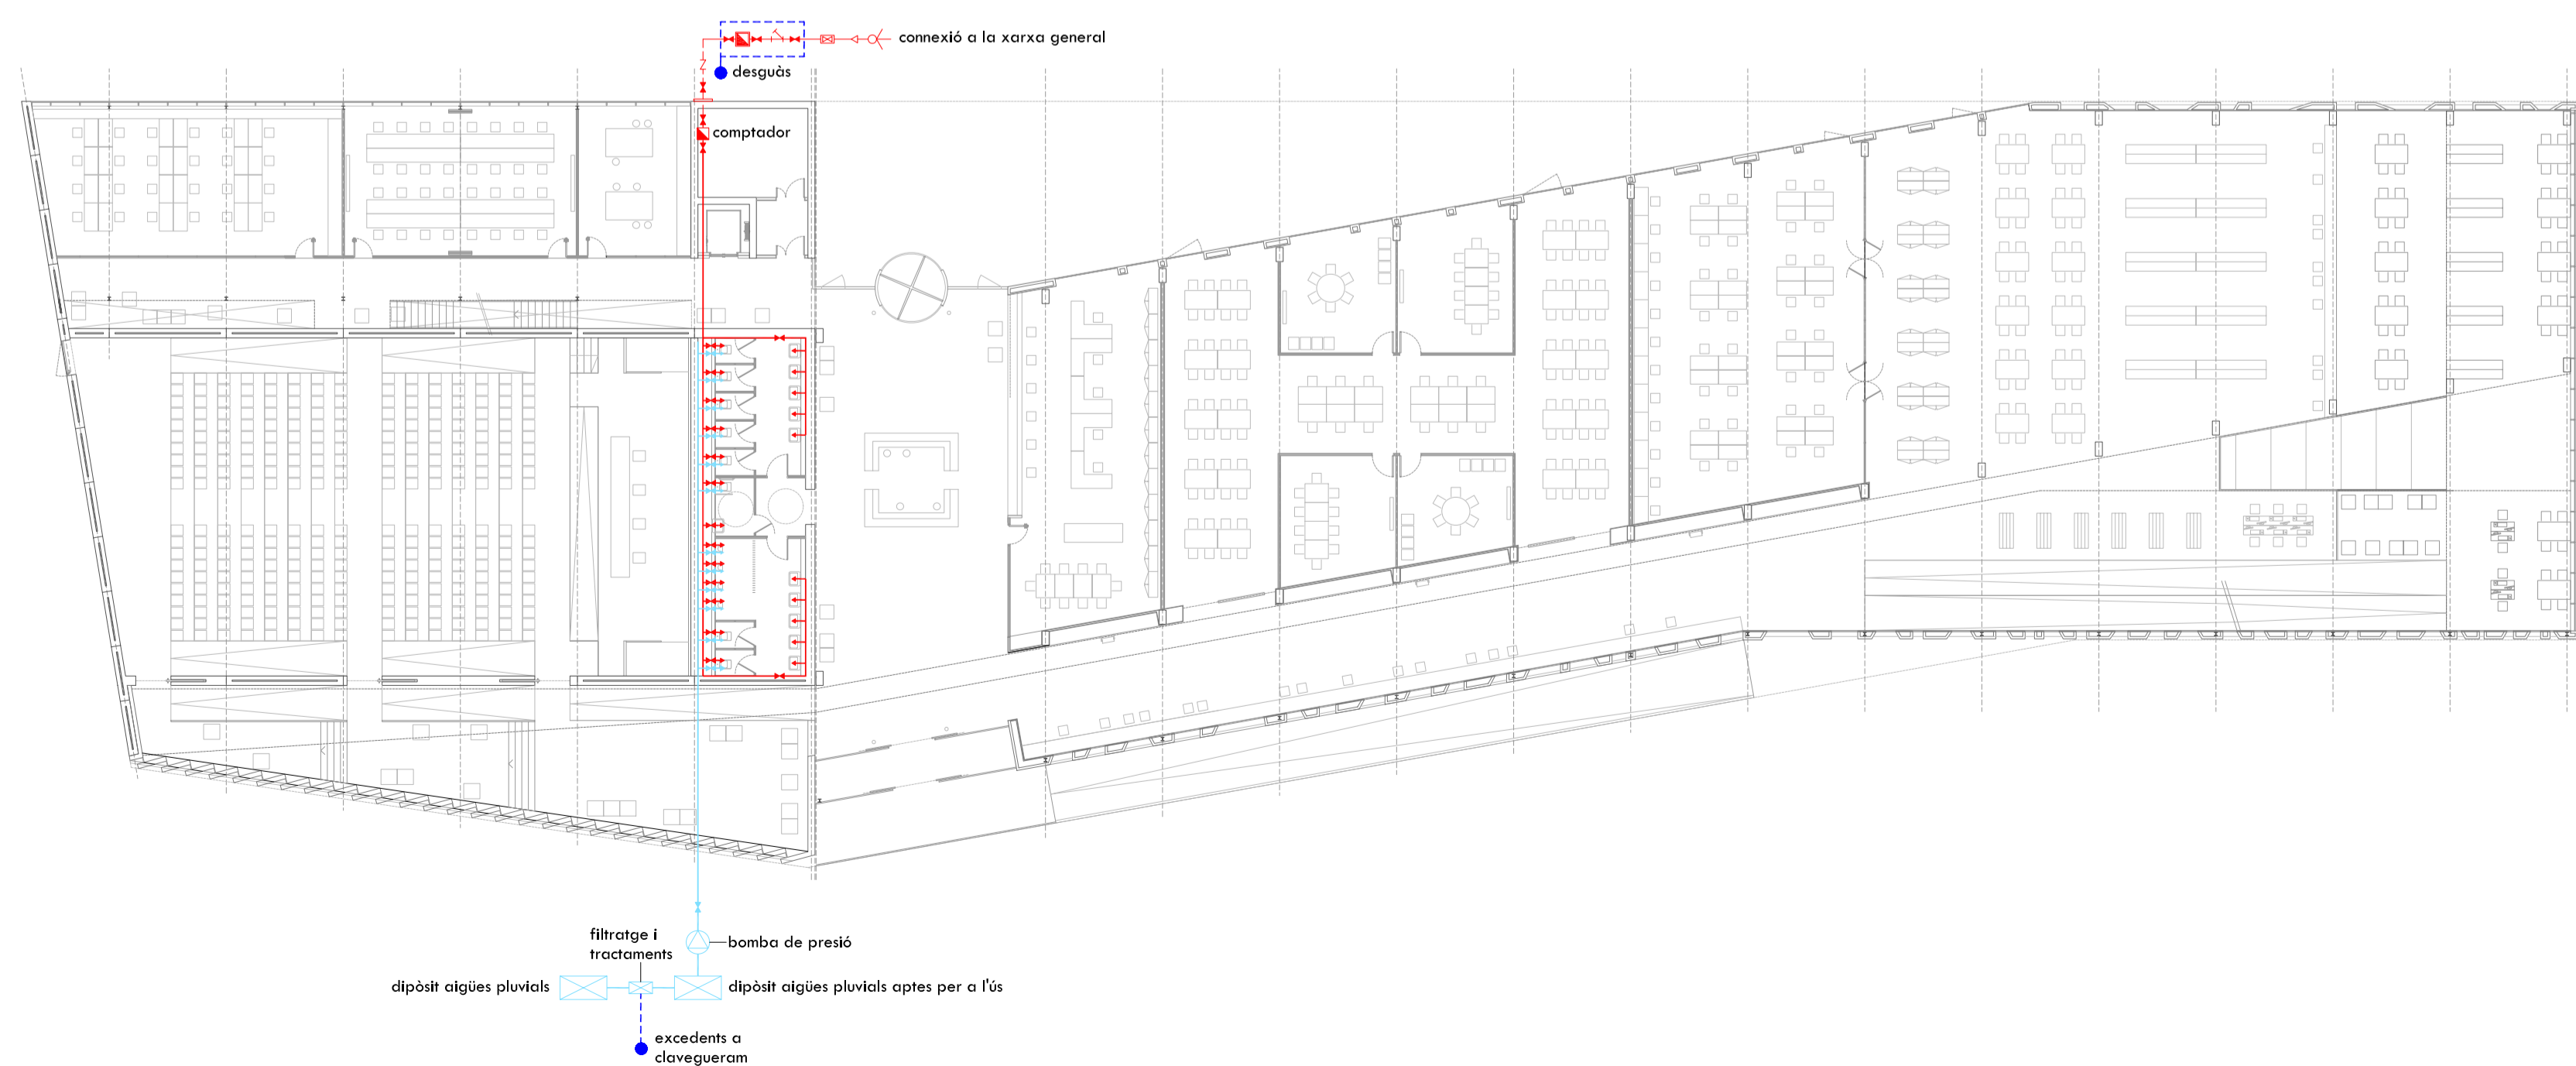 connexió a la xarxa general
desguàs
comptador
filtratge i
tractaments
bomba de presió
dipòsit aigües pluvials
dipòsit aigües pluvials aptes per a l'ús
excedents a
clavegueram